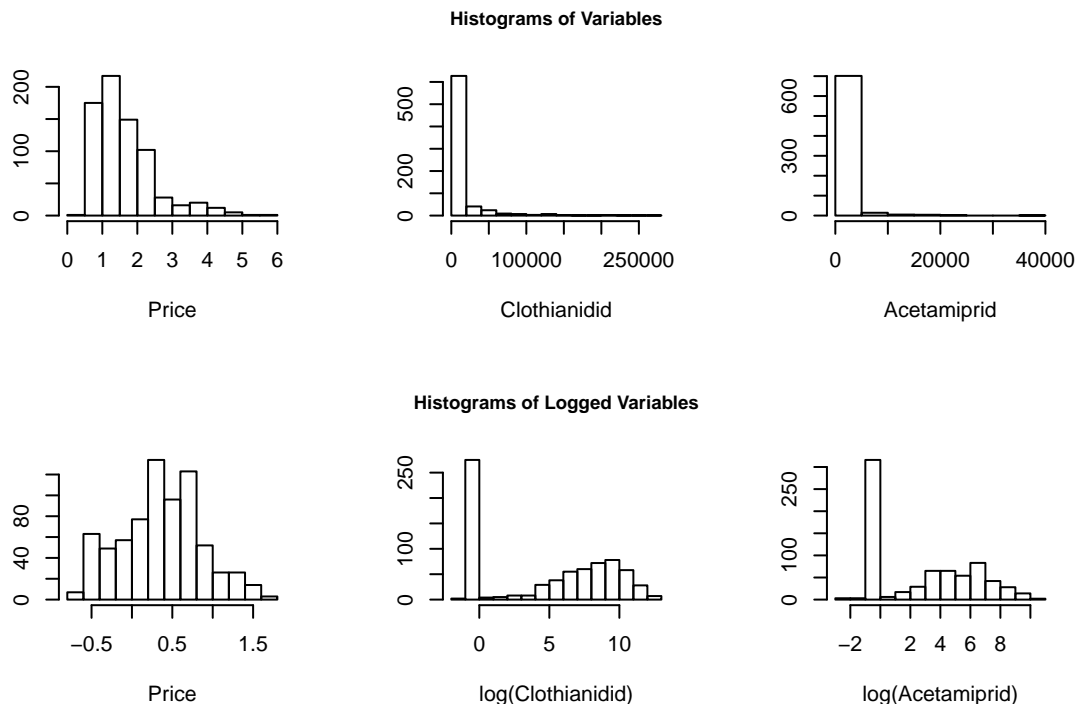 Histograms of Variables
0 100 200
0 1 2 3 4 5 6
Price
0 200 500
0 100000 250000
Clothianidid
0 300 600
0 20000 40000
Acetamiprid
Histograms of Logged Variables
0 40 80
−0.5 0.5 1.5
Price
0 100 250
0 5 10
log(Clothianidid)
0 100 250
−2 2 4 6 8
log(Acetamiprid)